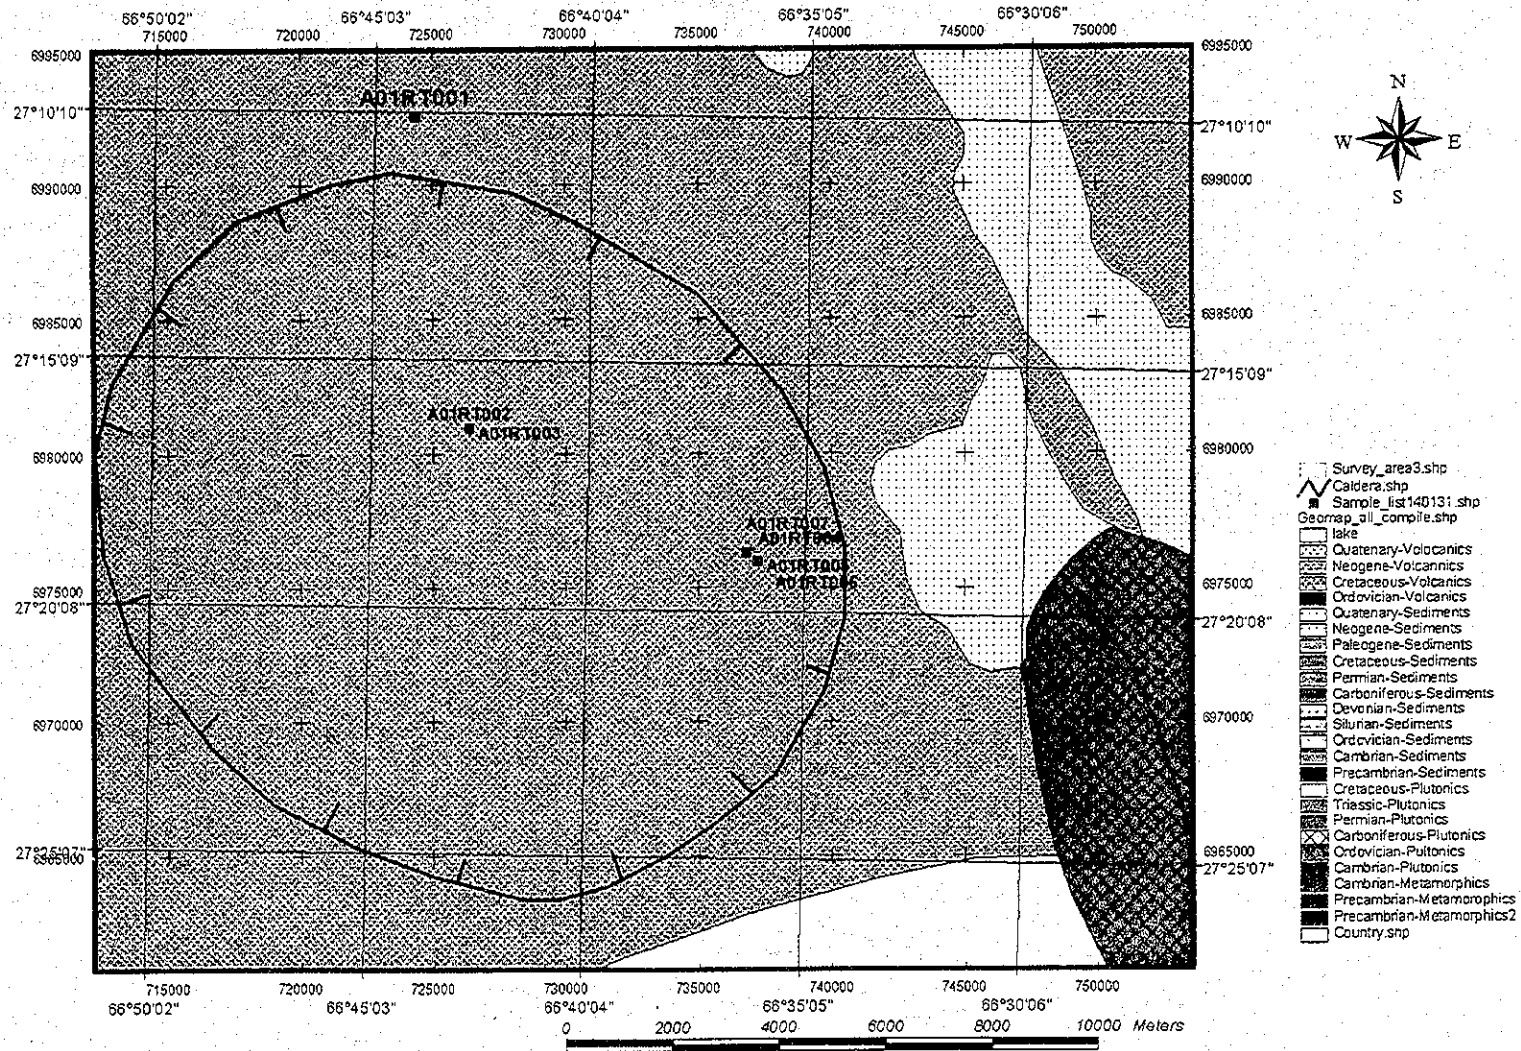 66°50'02" 66°45'03" 66°40'04" 66°35'05" 66°30'06"
715000 720000 725000 730000 735000 740000 745000 750000
6995000 6995000
A01RT001
27°10'10" 27°10'10"
6990000 6990000
6985000 6985000
27°15'09" 27°15'09"
A01RT002
A01RT003
6980000 6980000
A01RT007
A01RT005
6975000 6975000
27°20'08" 27°20'08"
6970000 6970000
27°25'07" 6965000
27°25'07"
715000 720000 725000 730000 735000 740000 745000 750000
66°50'02" 66°45'03" 66°40'04" 66°35'05" 66°30'06"
0 2000 4000 6000 8000 10000 Meters
N
W E
S
Survey_area3.shp
Caldera.shp
Sample_list140131.shp
Geomap_all_compile.shp
lake
Quatenary-Volocanics
Neogene-Volcannics
Cretaceous-Volcanics
Ordovician-Volcanics
Quatenary-Sediments
Neogene-Sediments
Paleogene-Sediments
Cretaceous-Sediments
Permian-Sediments
Carboniferous-Sediments
Devonian-Sediments
Silurian-Sediments
Ordovician-Sediments
Cambrian-Sediments
Precambrian-Sediments
Cretaceous-Plutonics
Triassic-Plutonics
Permian-Plutonics
Carboniferous-Plutonics
Ordovician-Pultonics
Cambrian-Plutonics
Cambrian-Metamorphics
Precambrian-Metamorophics
Precambrian-Metamorphics2
Country.shp